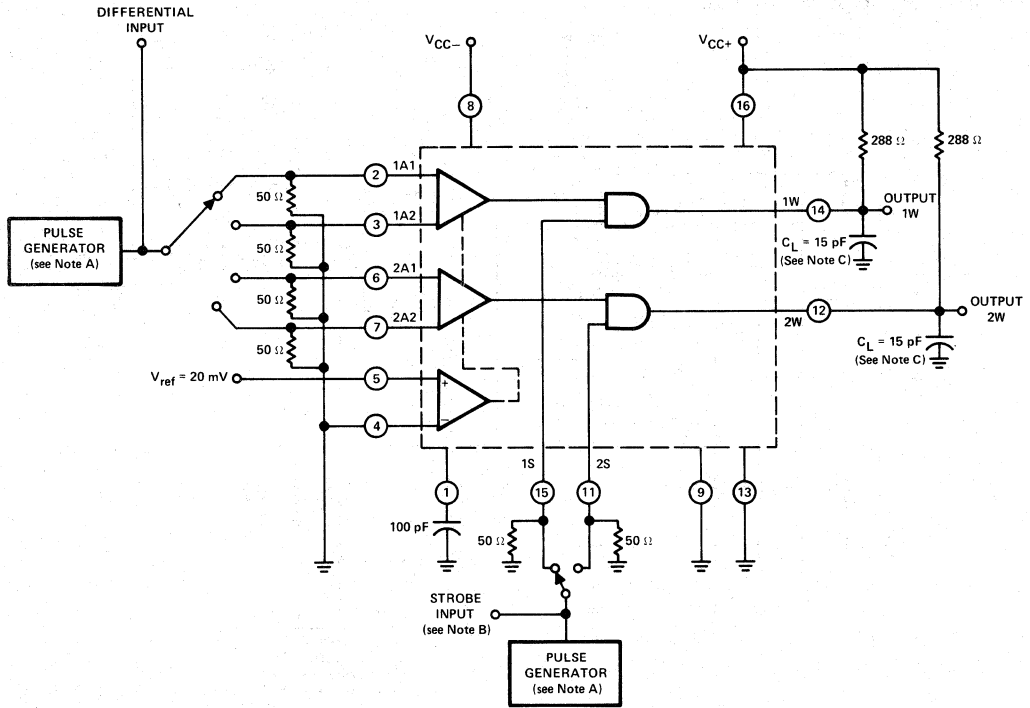 DIFFERENTIAL
INPUT
VCC−
VCC+
8
16
288 Ω
288 Ω
50 Ω
2
1A1
1W
14
OUTPUT
1W
PULSE
GENERATOR
(see Note A)
50 Ω
3
1A2
CL = 15 pF
(See Note C)
50 Ω
6
2A1
50 Ω
7
2A2
2W
12
OUTPUT
2W
CL = 15 pF
(See Note C)
Vref = 20 mV
5
+
4
−
1S
2S
1
15
11
9
13
100 pF
50 Ω
50 Ω
STROBE
INPUT
(see Note B)
PULSE
GENERATOR
(see Note A)